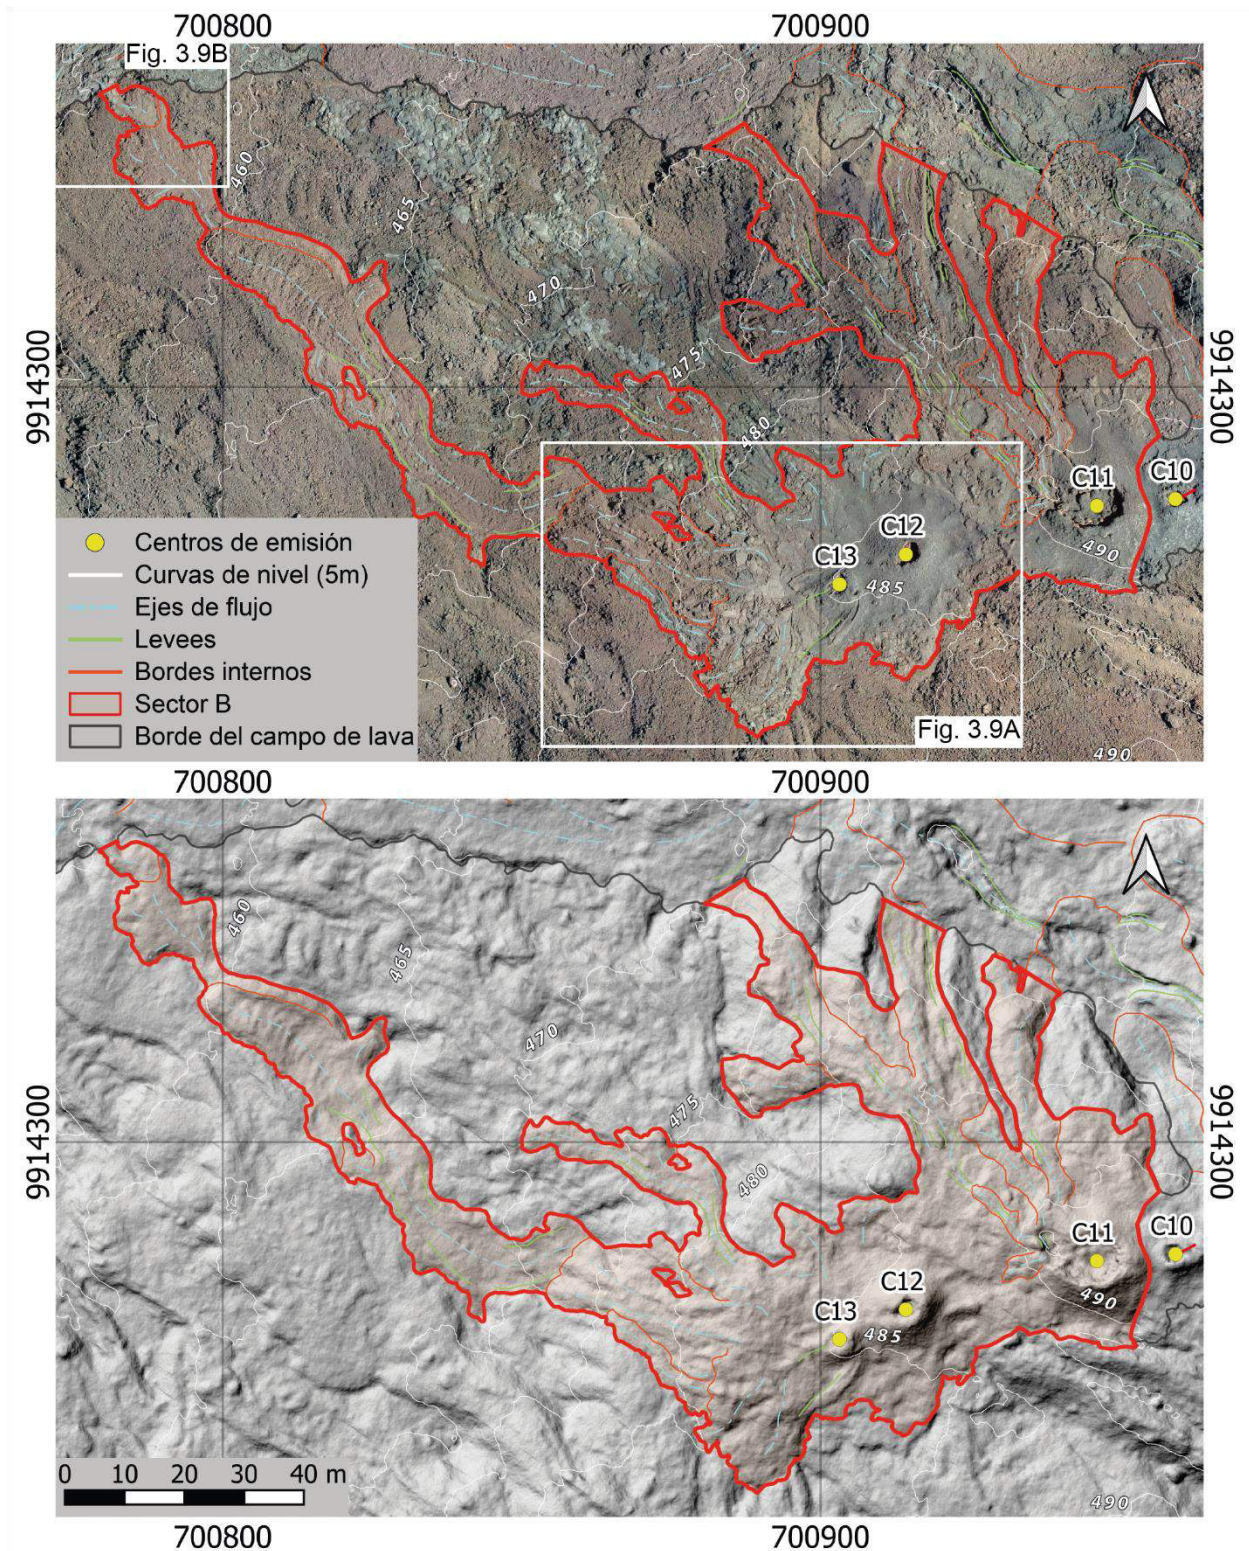 700800 700900
Fig. 3.9B
460
465
470
475
480
9914300 9914300
C10
C11
C12
C13
485
490
Centros de emisión
Curvas de nivel (5m)
Ejes de flujo
Levees
Bordes internos
Sector B
Borde del campo de lava
Fig. 3.9A
490
700800 700900
460
465
470
475
480
9914300 9914300
C10
C11
C12
C13
485
490
0 10 20 30 40 m
490
700800 700900